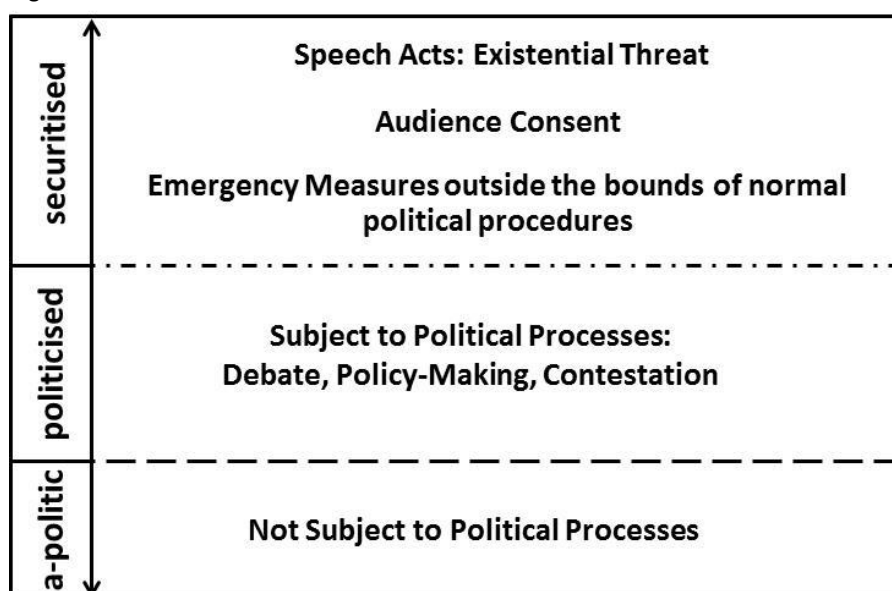 securitised
Speech Acts: Existential Threat
Audience Consent
Emergency Measures outside the bounds of normal
political procedures
politicised
Subject to Political Processes:
Debate, Policy-Making, Contestation
a-politic
Not Subject to Political Processes